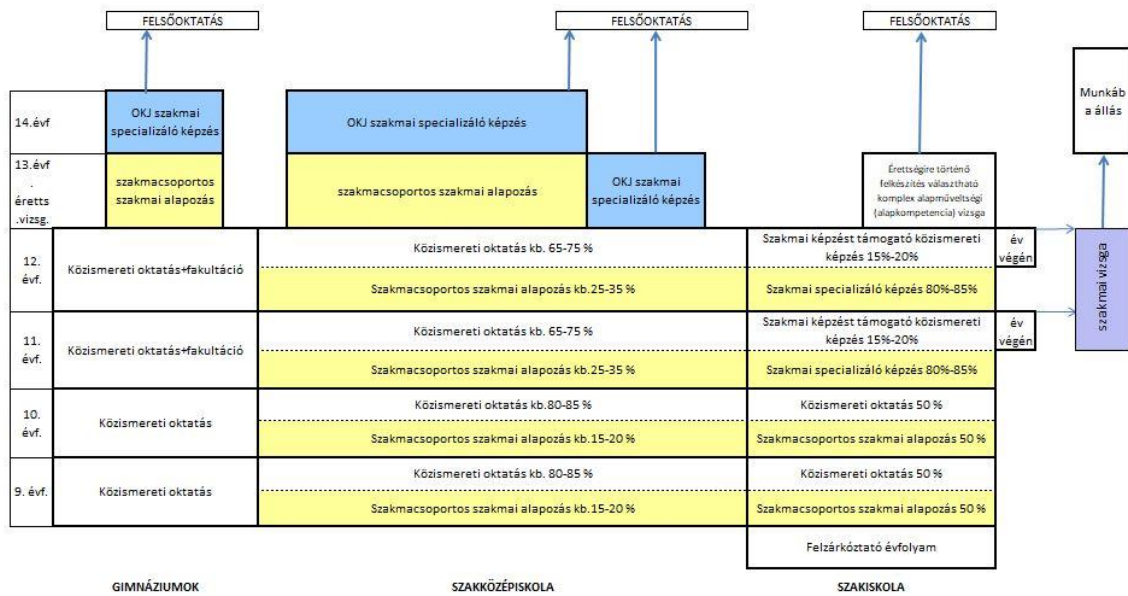 FELSŐOKTATÁS
FELSŐOKTATÁS
FELSŐOKTATÁS
14.évf
OKJ szakmai
specializáló képzés
OKJ szakmai specializáló képzés
Munkáb
a állás
13.évf
.
éretts
.vizsg.
szakmacsoportos
szakmai alapozás
szakmacsoportos szakmai alapozás
OKJ szakmai
specializáló képzés
Érettségire történő
felkészítés választható
komplex alapműveltségi
(alapkompetencia) vizsga
12.
évf.
Közismereti oktatás+fakultáció
Közismereti oktatás kb. 65-75 %
Szakmacsoportos szakmai alapozás kb.25-35 %
Szakmai képzést támogató közismereti
képzés 15%-20%
Szakmai specializáló képzés 80%-85%
év
végén
szakmai vizsga
11.
évf.
Közismereti oktatás+fakultáció
Közismereti oktatás kb. 65-75 %
Szakmacsoportos szakmai alapozás kb.25-35 %
Szakmai képzést támogató közismereti
képzés 15%-20%
Szakmai specializáló képzés 80%-85%
év
végén
10.
évf.
Közismereti oktatás
Közismereti oktatás kb.80-85 %
Szakmacsoportos szakmai alapozás kb.15-20 %
Közismereti oktatás 50 %
Szakmacsoportos szakmai alapozás 50 %
9. évf.
Közismereti oktatás
Közismereti oktatás kb. 80-85 %
Szakmacsoportos szakmai alapozás kb.15-20 %
Közismereti oktatás 50 %
Szakmacsoportos szakmai alapozás 50 %
Felzárkóztató évfolyam
GIMNÁZIUMOK
SZAKKÖZÉPISKOLA
SZAKISKOLA